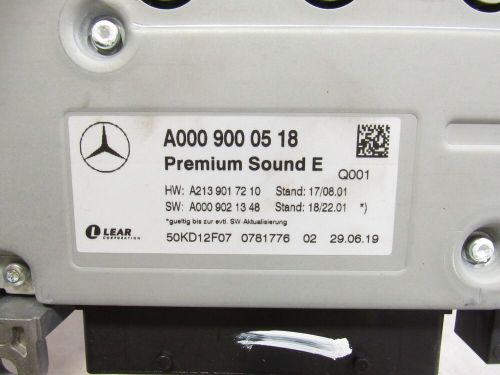 A000 900 05 18
Premium Sound E
Q001
HW: A213 901 72 10 Stand: 17/08.01
SW: A000 902 13 48 Stand: 18/22.01 *)
*gueltig bis zur evtl. SW-Aktualisierung
LEAR
CORPORATION
50KD12F07 0781776 02 29.06.19